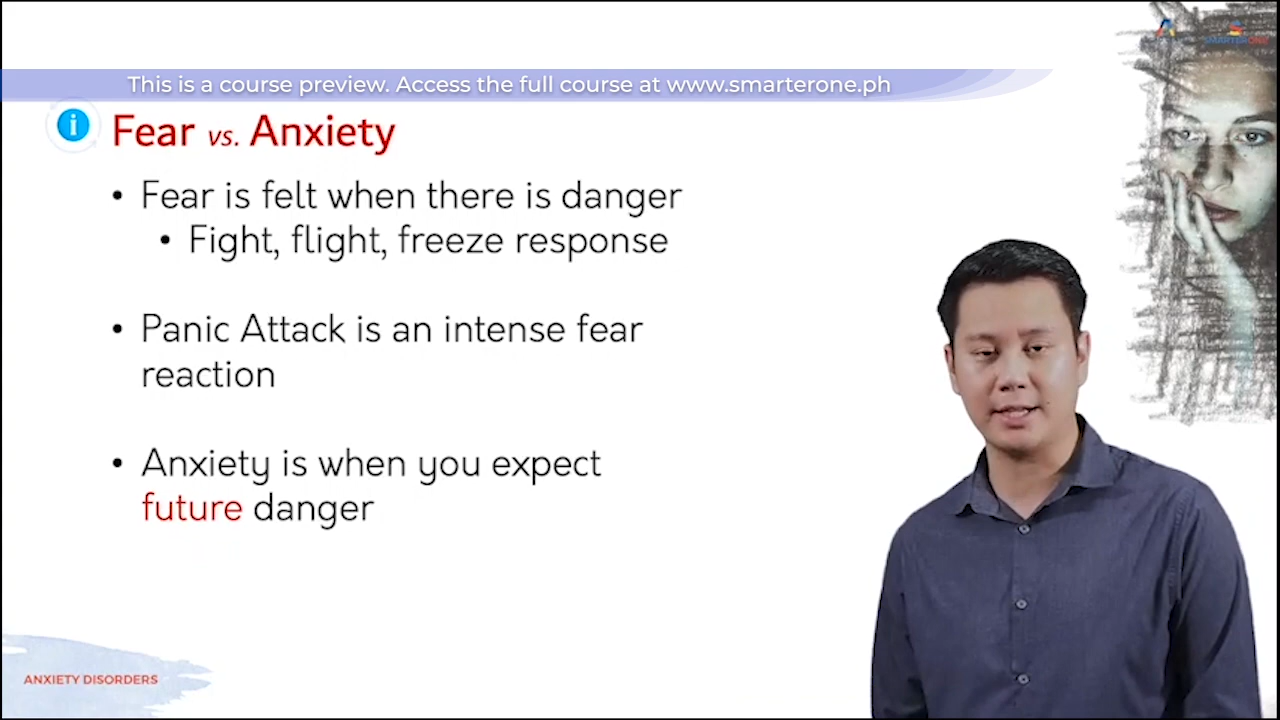 SMARTERONE
This is a course preview. Access the full course at www.smarterone.ph
i
Fear vs. Anxiety
• Fear is felt when there is danger
• Fight, flight, freeze response
• Panic Attack is an intense fear
reaction
• Anxiety is when you expect
future danger
ANXIETY DISORDERS